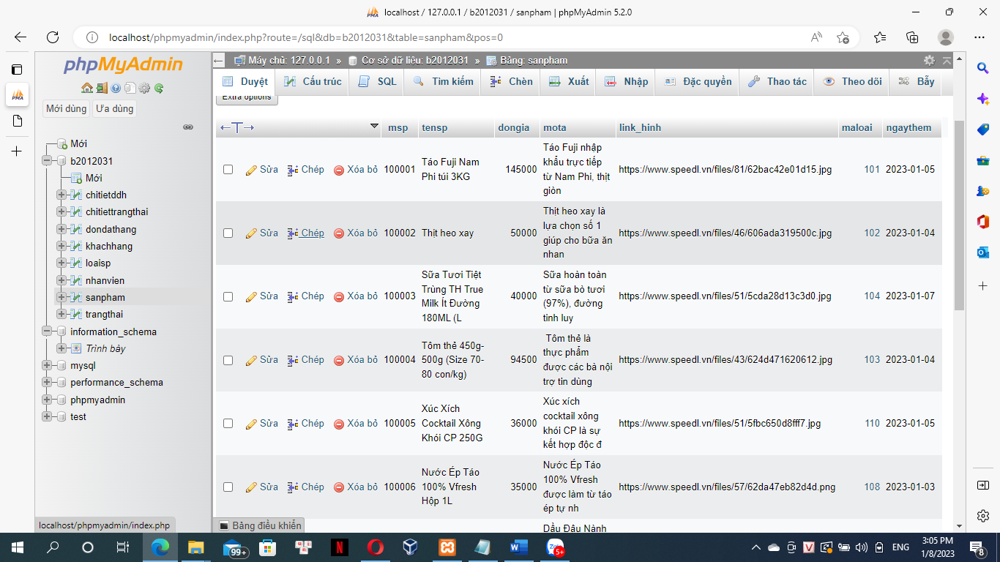 localhost / 127.0.0.1 / b2012031 / sanpham | phpMyAdmin 5.2.0
localhost/phpmyadmin/index.php?route=/sql&db=b2012031&table=sanpham&pos=0
phpMyAdmin
Mới dùng Ưa dùng
Mới
b2012031
Mới
chitietddh
chitiettrangthai
dondathang
khachhang
loaisp
nhanvien
sanpham
trangthai
information_schema
Trình bày
mysql
performance_schema
phpmyadmin
test
localhost/phpmyadmin/index.php
Máy chủ: 127.0.0.1 » Cơ sở dữ liệu: b2012031 » Bảng: sanpham
Duyệt Cấu trúc SQL Tìm kiếm Chèn Xuất Nhập Đặc quyền Thao tác Theo dõi Bẫy
Extra options
←T→ msp tensp dongia mota link_hinh maloai ngaythem
Sửa Chép Xóa bỏ 100001
Táo Fuji Nam
Phi túi 3KG
145000
Táo Fuji nhập
khẩu trực tiếp
từ Nam Phi, thịt
giòn
https://www.speedl.vn/files/81/62bac42e01d15.jpg 101 2023-01-05
Sửa Chép Xóa bỏ 100002 Thịt heo xay 50000
Thịt heo xay là
lựa chọn số 1
giúp cho bữa ăn
nhan
https://www.speedl.vn/files/46/606ada319500c.jpg 102 2023-01-04
Sửa Chép Xóa bỏ 100003
Sữa Tươi Tiệt
Trùng TH True
Milk Ít Đường
180ML (L
40000
Sữa hoàn toàn
từ sữa bò tươi
(97%), đường
tinh luy
https://www.speedl.vn/files/51/5cda28d13c3d0.jpg 104 2023-01-07
Sửa Chép Xóa bỏ 100004
Tôm thẻ 450g-
500g (Size 70-
80 con/kg)
94500
Tôm thẻ là
thực phẩm
được các bà nội
trợ tin dùng
https://www.speedl.vn/files/43/624d471620612.jpg 103 2023-01-04
Sửa Chép Xóa bỏ 100005
Xúc Xích
Cocktail Xông
Khói CP 250G
36000
Xúc xích
cocktail xông
khói CP là sự
kết hợp độc đ
https://www.speedl.vn/files/51/5fbc650d8fff7.jpg 110 2023-01-05
Sửa Chép Xóa bỏ 100006
Nước Ép Táo
100% Vfresh
Hộp 1L
35000
Nước Ép Táo
100% Vfresh
được làm từ táo
ép tự nh
https://www.speedl.vn/files/57/62da47eb82d4d.png 108 2023-01-03
Dầu Đậu Nành
Bảng điều khiển
99+
5+
ENG
3:05 PM
1/8/2023
8